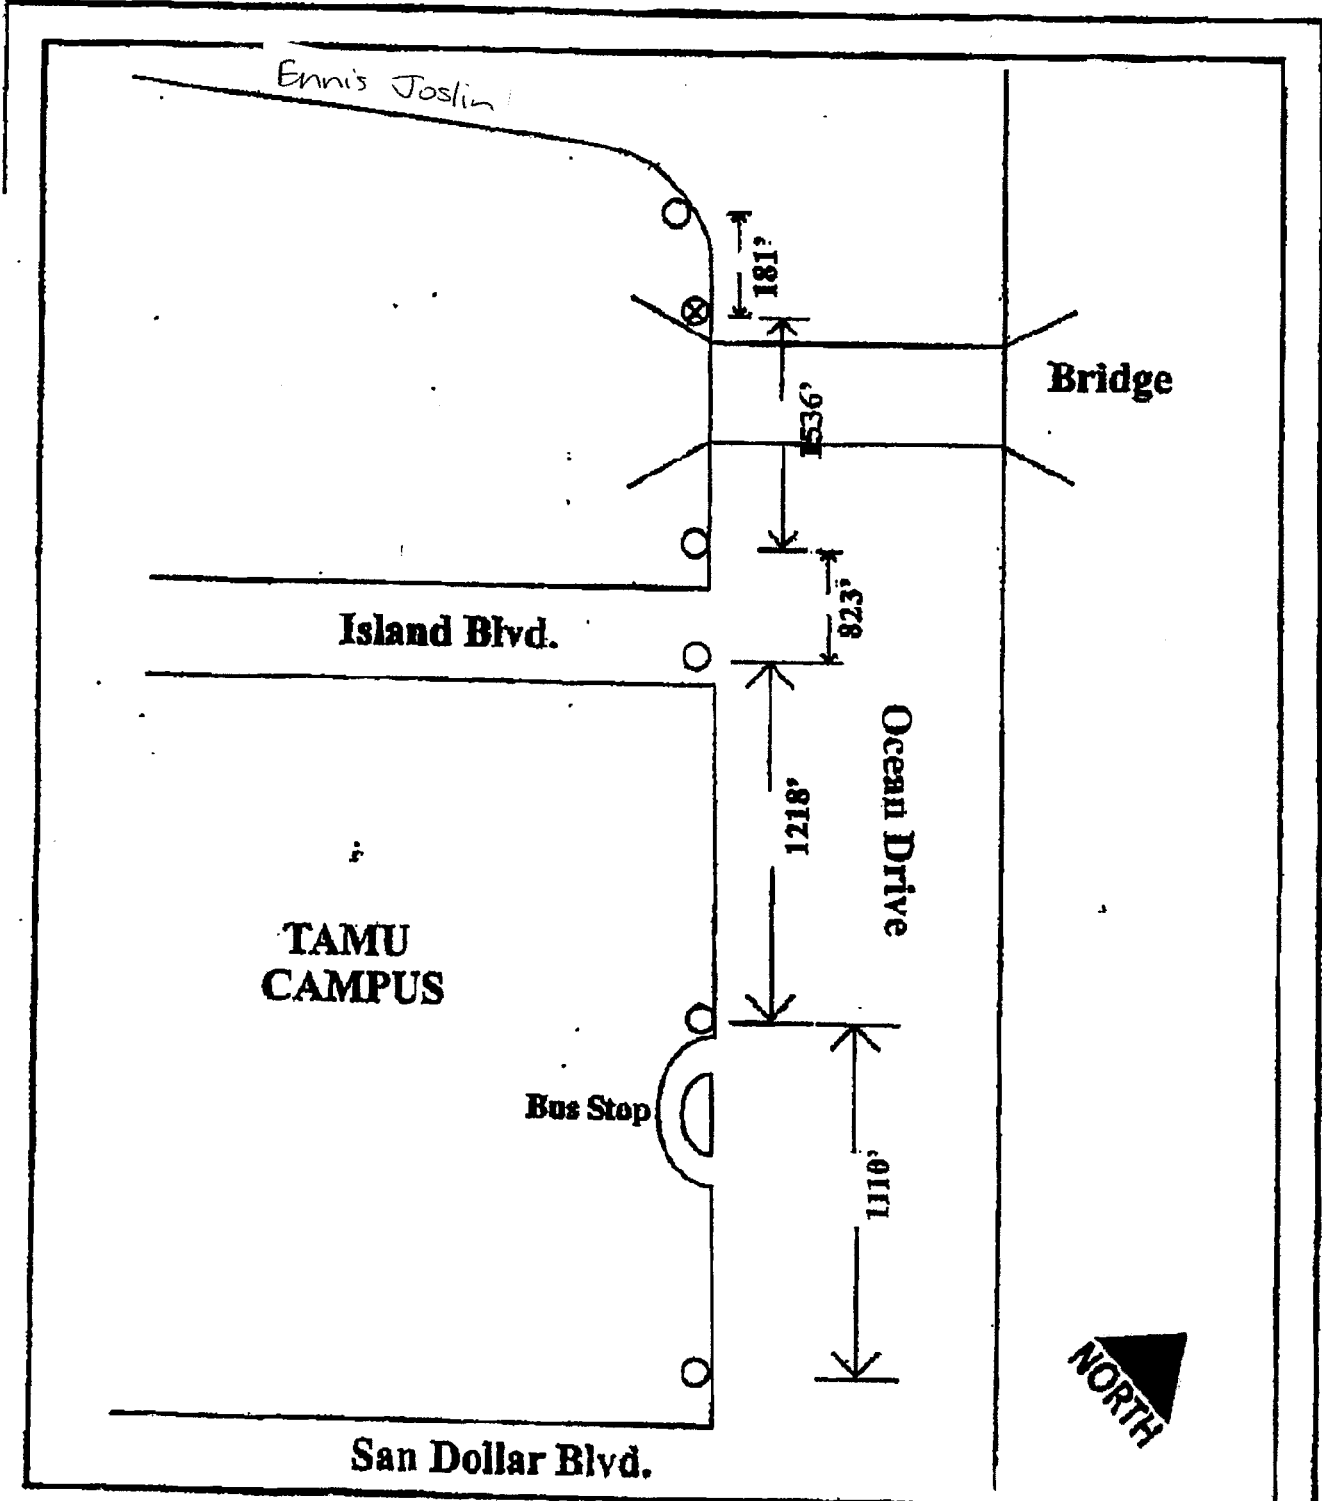 Ennis Joslin
181'
Bridge
1536'
Island Blvd.
823'
Ocean Drive
1218'
TAMU
CAMPUS
Bus Stop
1110'
NORTH
San Dollar Blvd.